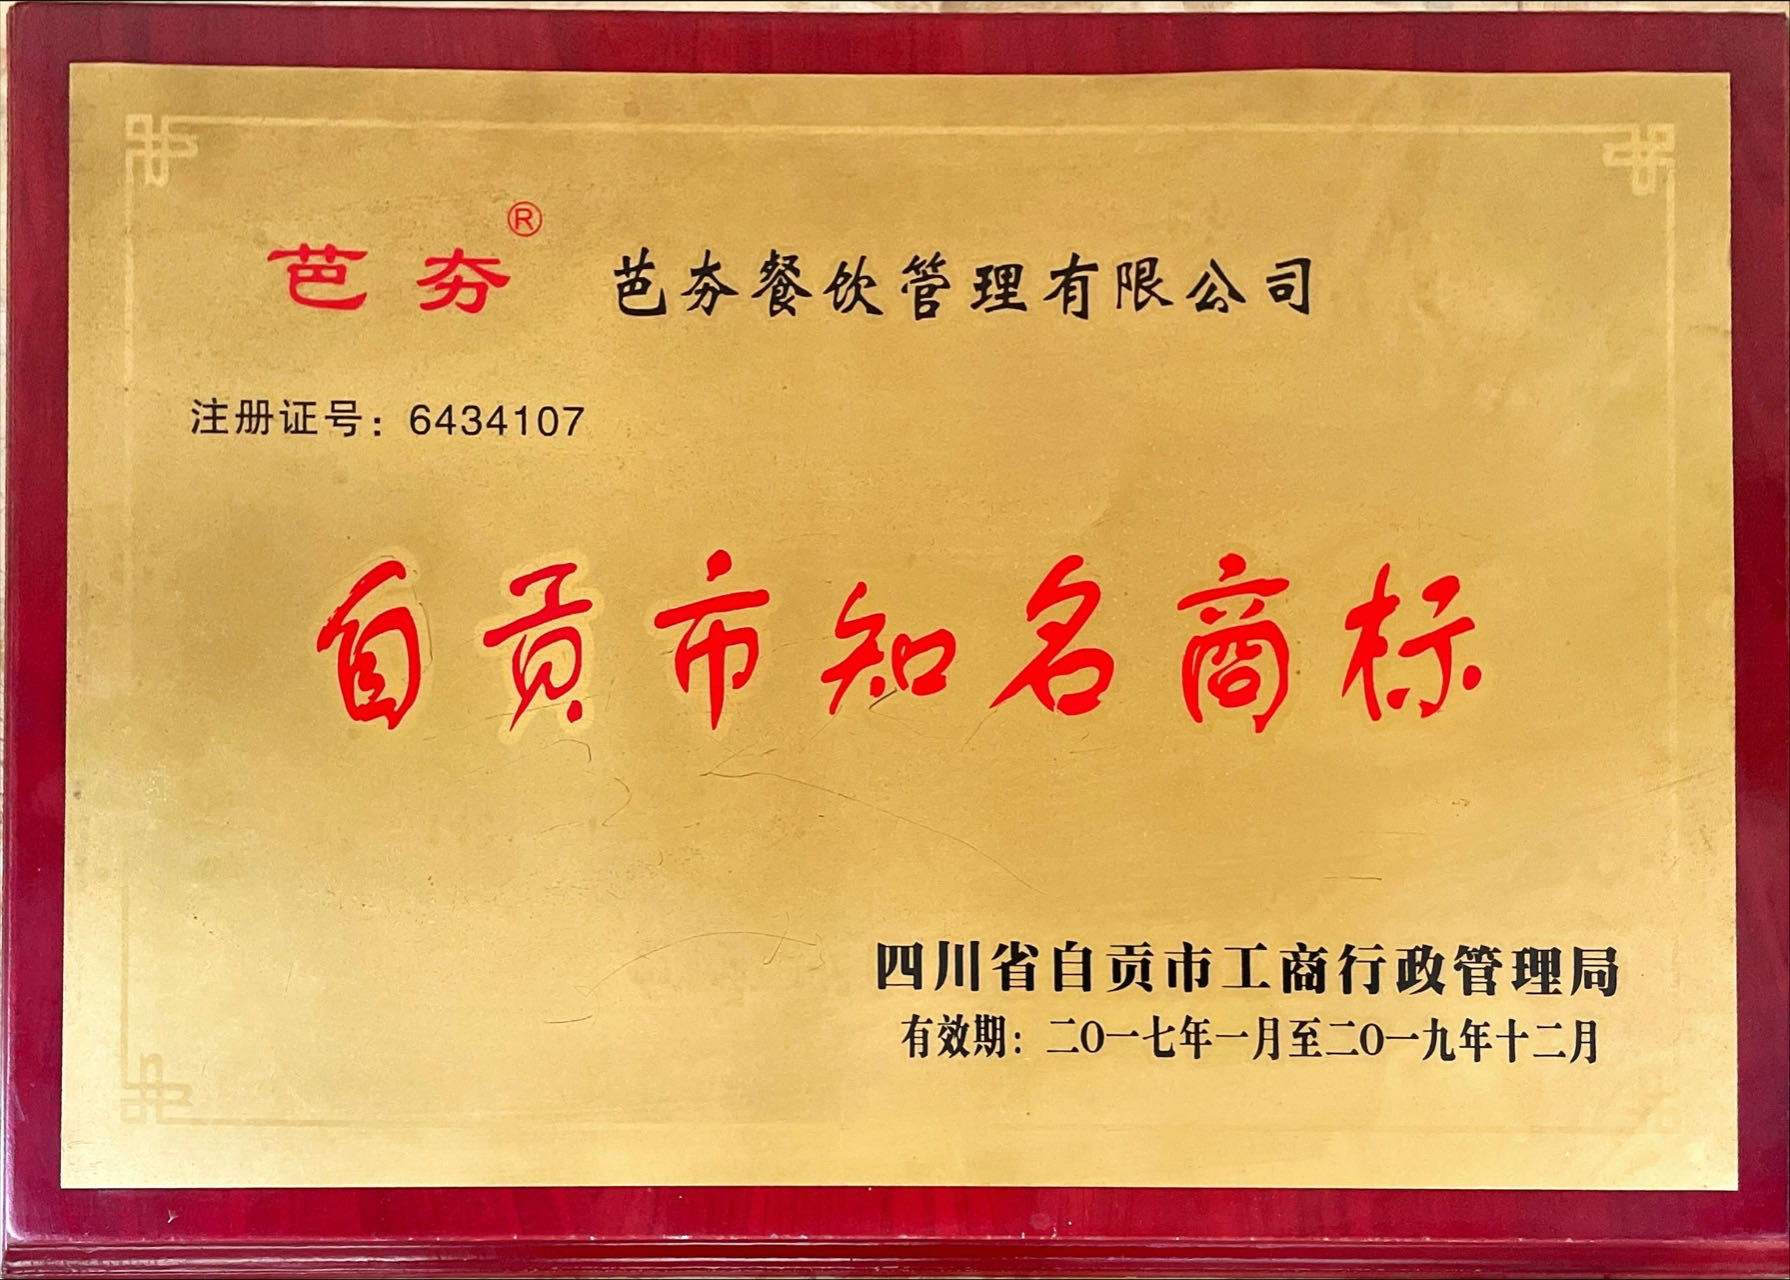 芭夯® 芭夯餐饮管理有限公司
注册证号：6434107
自贡市知名商标
四川省自贡市工商行政管理局
有效期：二〇一七年一月至二〇一九年十二月